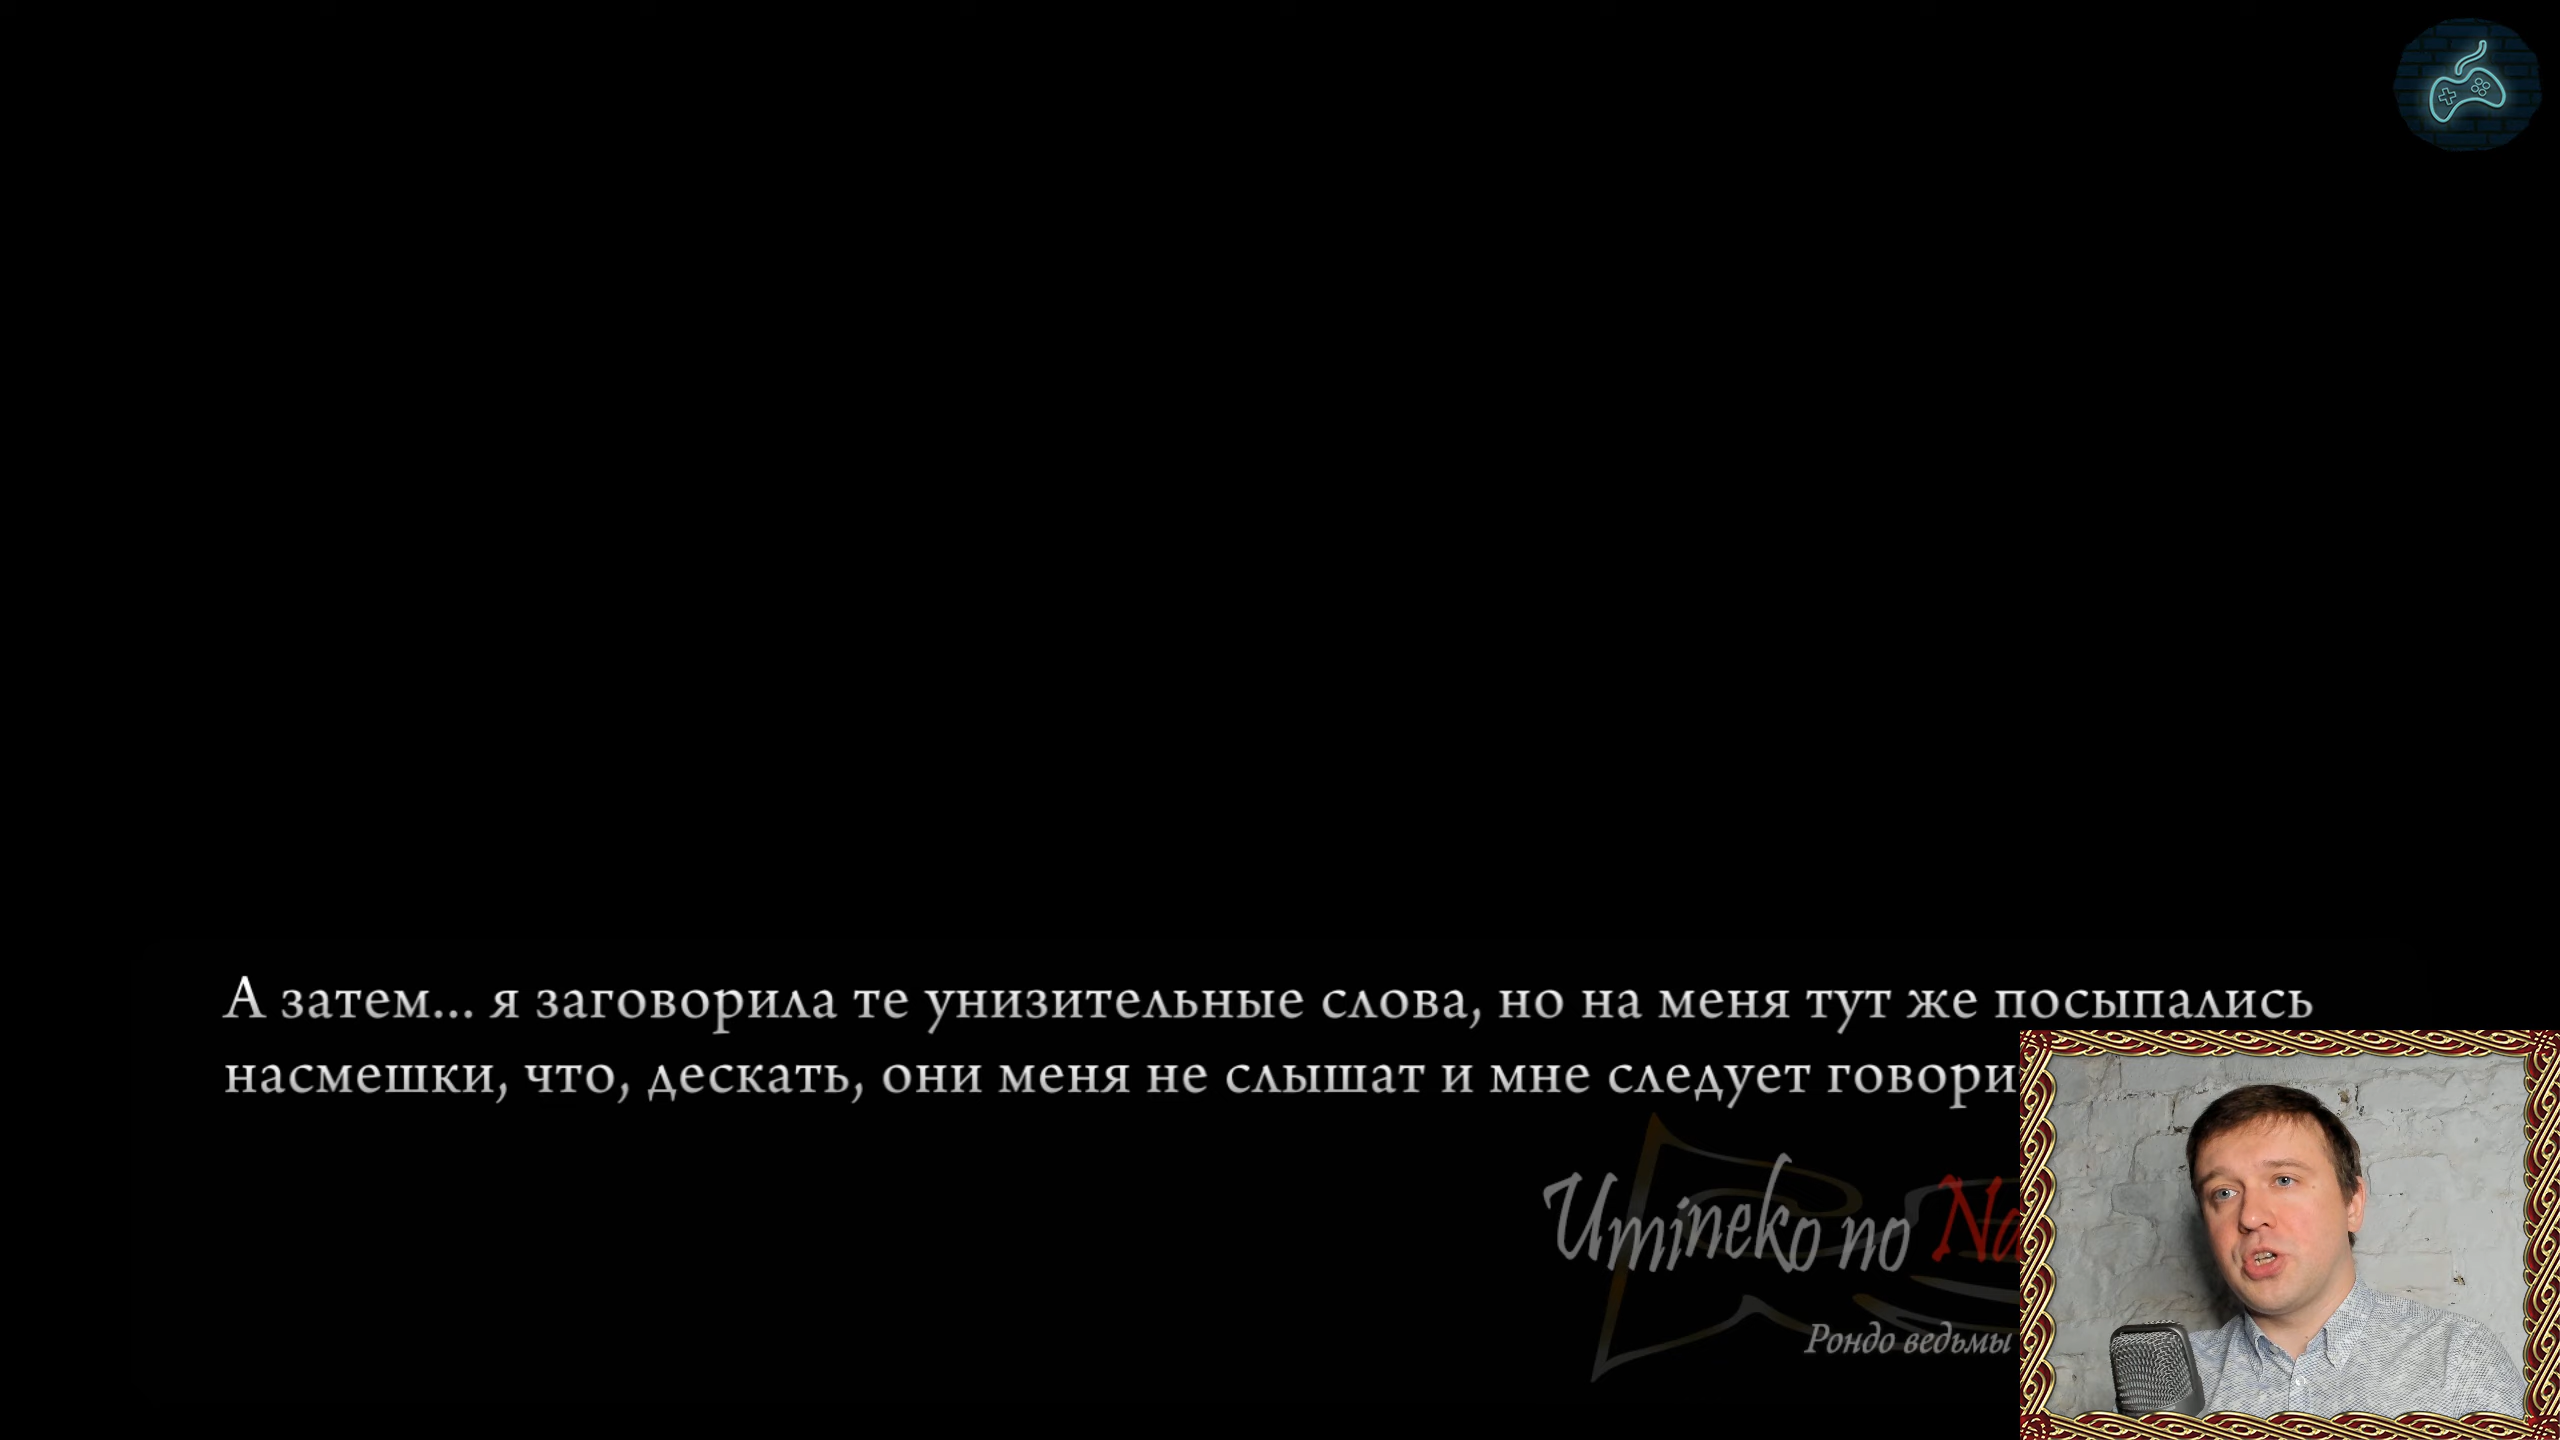 А затем... я заговорила те унизительные слова, но на меня тут же посыпались
насмешки, что, дескать, они меня не слышат и мне следует
Umineko no
Рондо ведьмы